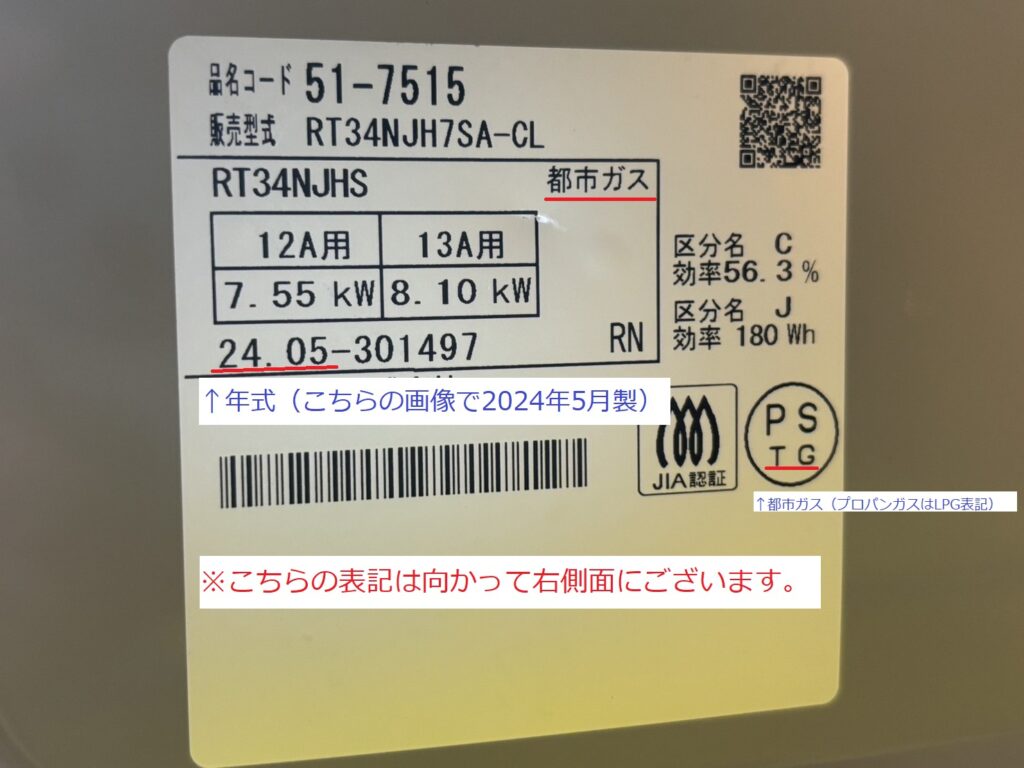 品名コード 51-7515
販売型式 RT34NJH7SA-CL
RT34NJHS 都市ガス
12A用 13A用
7.55 kW 8.10 kW
24.05-301497 RN
区分名 C
効率56.3%
区分名 J
効率 180 Wh
↑年式（こちらの画像で2024年5月製）
JIA認証
PS
TG
↑都市ガス（プロパンガスはLPG表記）
※こちらの表記は向かって右側面にございます。